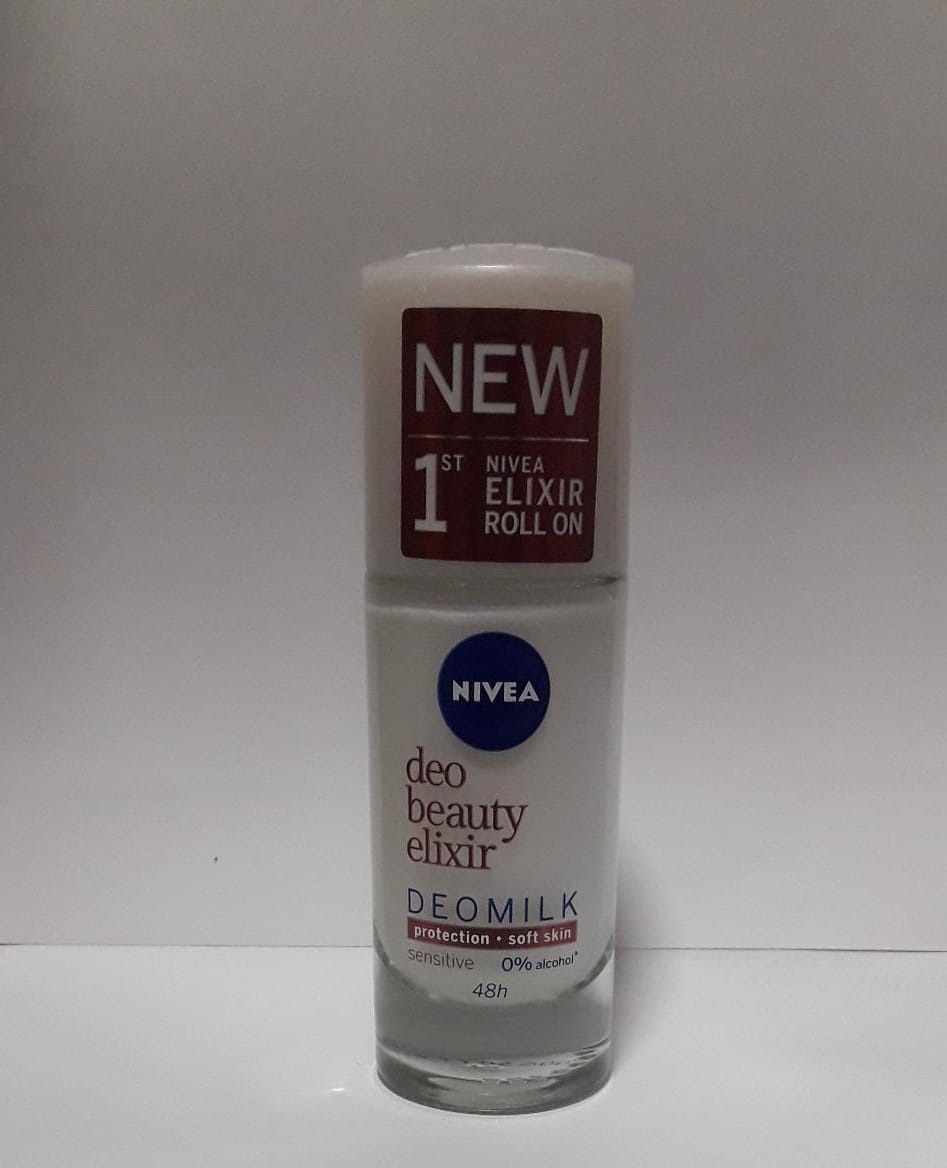 NEW
1ST NIVEA
ELIXIR
ROLL ON
NIVEA
deo
beauty
elixir
DEOMILK
protection • soft skin
sensitive 0% alcohol*
48h